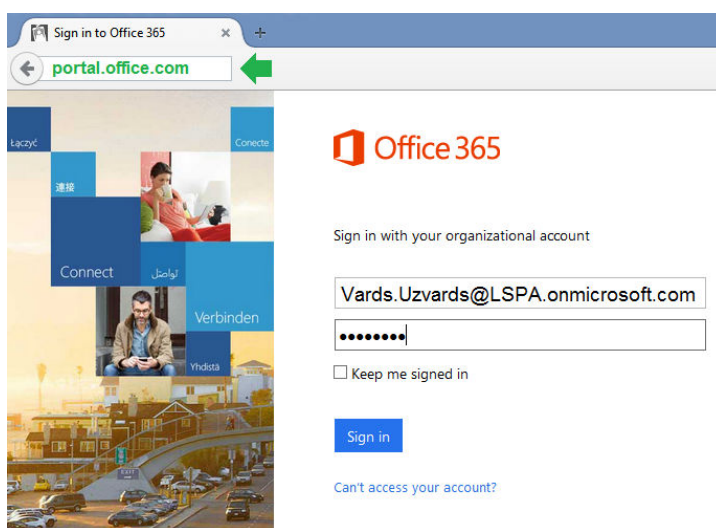 Sign in to Office 365
portal.office.com
Łączyć
Conecte
連接
Connect
تواصل
Verbinden
Yhdistä
EXIT
Office 365
Sign in with your organizational account
Vards.Uzvards@LSPA.onmicrosoft.com
••••••••
Keep me signed in
Sign in
Can't access your account?